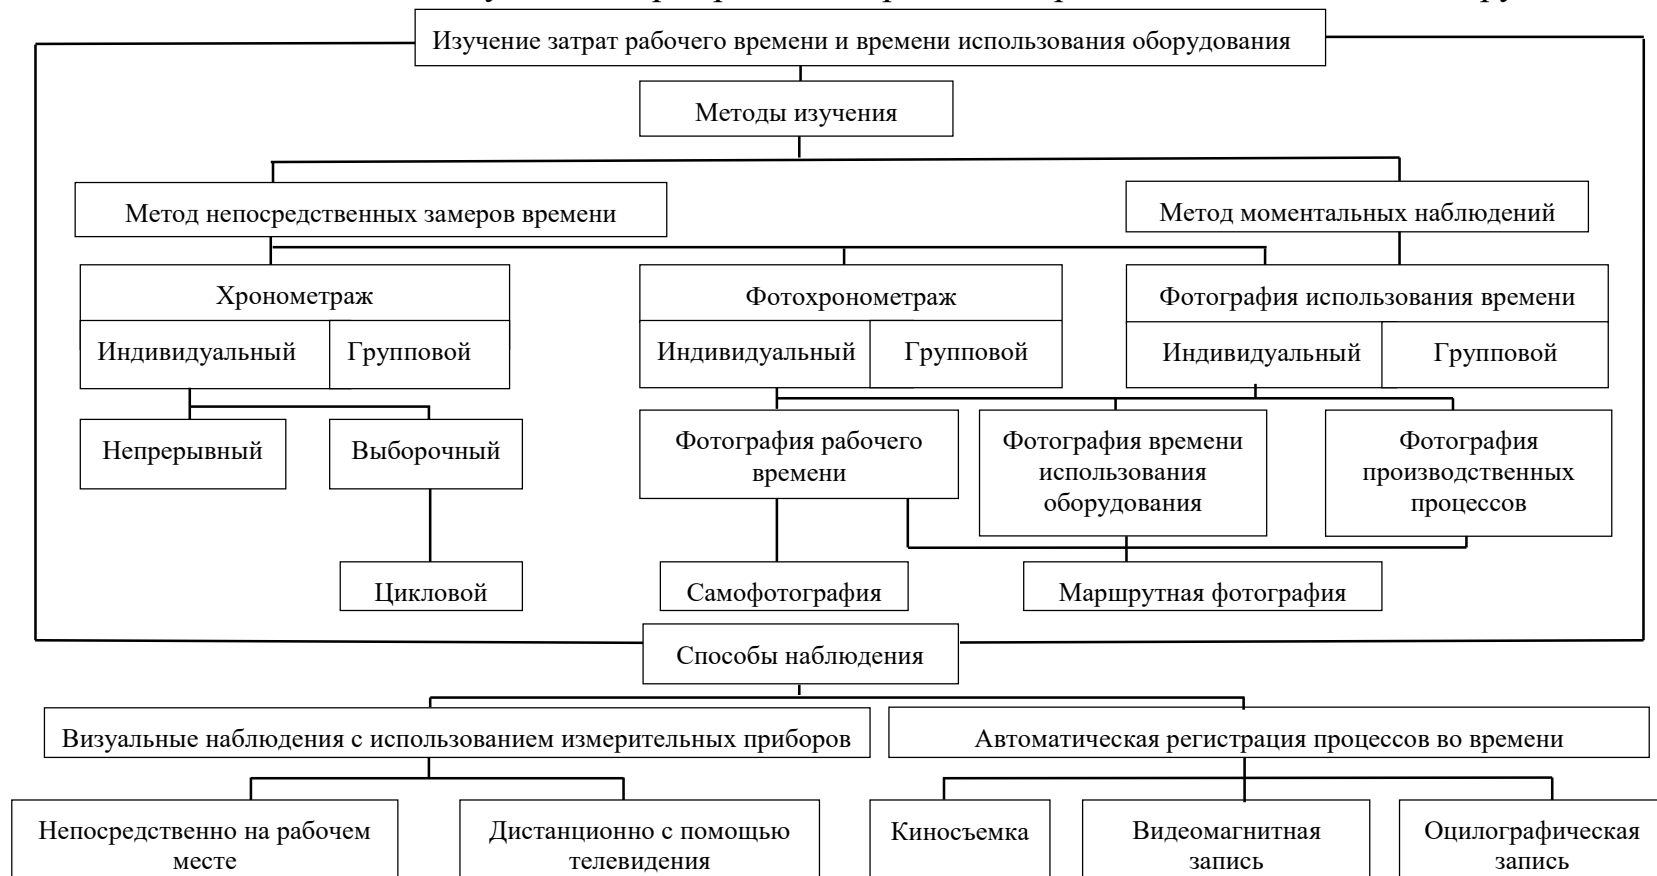 Изучение затрат рабочего времени и времени использования оборудования
Методы изучения
Метод непосредственных замеров времени
Метод моментальных наблюдений
Хронометраж
Фотохронометраж
Фотография использования времени
Индивидуальный
Групповой
Индивидуальный
Групповой
Индивидуальный
Групповой
Непрерывный
Выборочный
Фотография рабочего
времени
Фотография времени
использования
оборудования
Фотография
производственных
процессов
Цикловой
Самофотография
Маршрутная фотография
Способы наблюдения
Визуальные наблюдения с использованием измерительных приборов
Автоматическая регистрация процессов во времени
Непосредственно на рабочем
месте
Дистанционно с помощью
телевидения
Киносъемка
Видеомагнитная
запись
Оцилографическая
запись